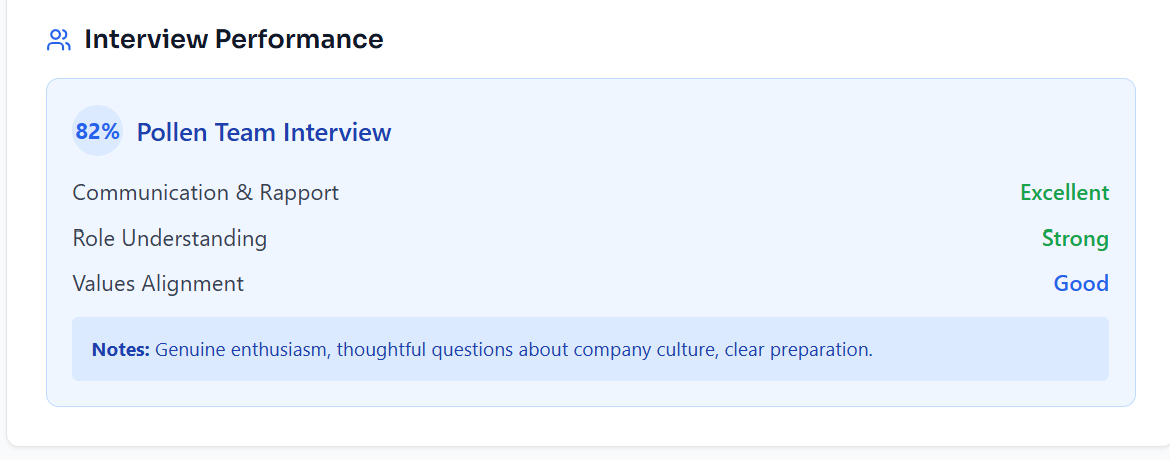 Interview Performance
82% Pollen Team Interview
Communication & Rapport Excellent
Role Understanding Strong
Values Alignment Good
Notes: Genuine enthusiasm, thoughtful questions about company culture, clear preparation.